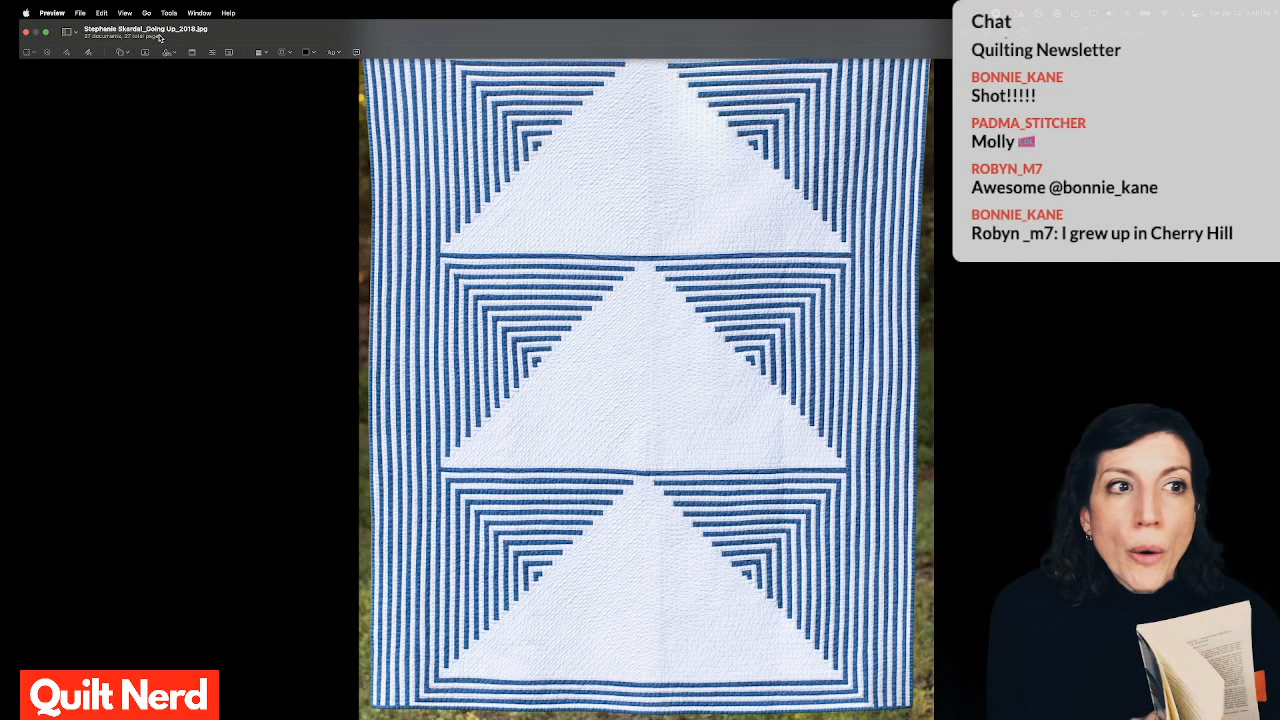 Preview File Edit View Go Tools Window Help
Stephanie Skardal_Going Up_2018.jpg
Aa
Chat
Quilting Newsletter
BONNIE_KANE
Shot!!!!!
PADMA_STITCHER
Molly
ROBYN_M7
Awesome @bonnie_kane
BONNIE_KANE
Robyn _m7: I grew up in Cherry Hill
Quilt Nerd